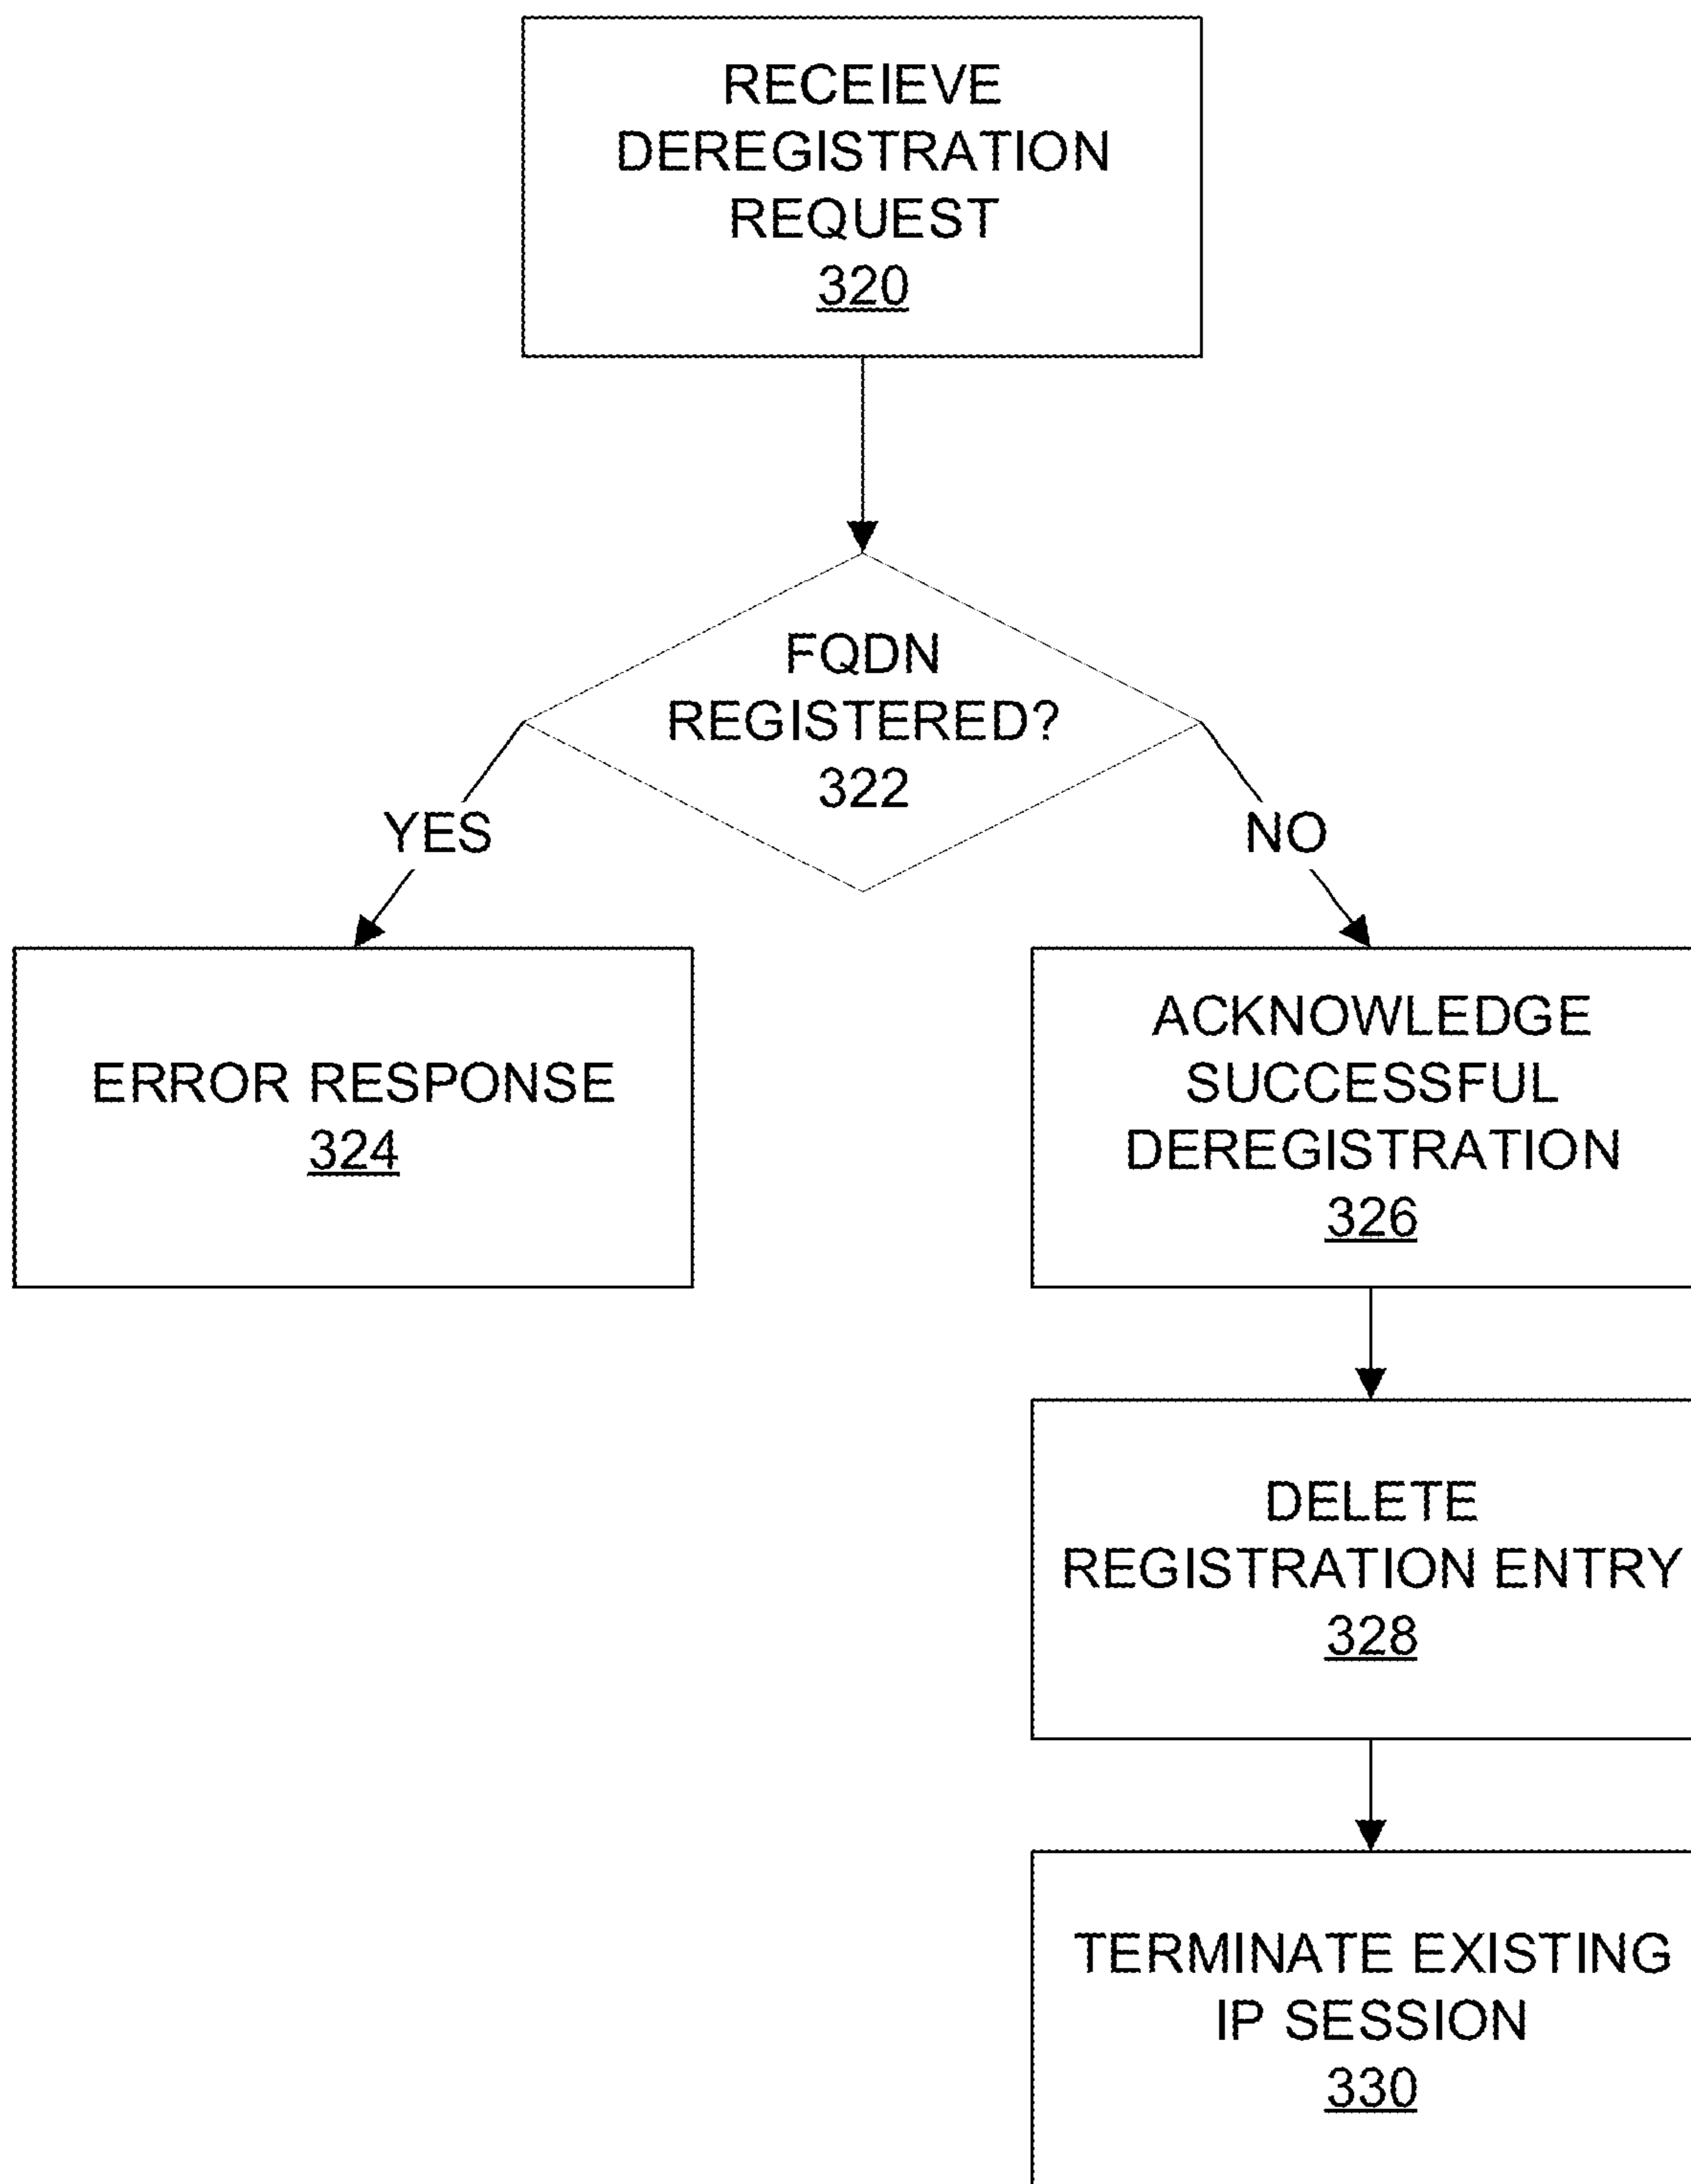 RECEIEVE
DEREGISTRATION
REQUEST
320
FQDN
REGISTERED?
322
YES
NO
ERROR RESPONSE
324
ACKNOWLEDGE
SUCCESSFUL
DEREGISTRATION
326
DELETE
REGISTRATION ENTRY
328
TERMINATE EXISTING
IP SESSION
330